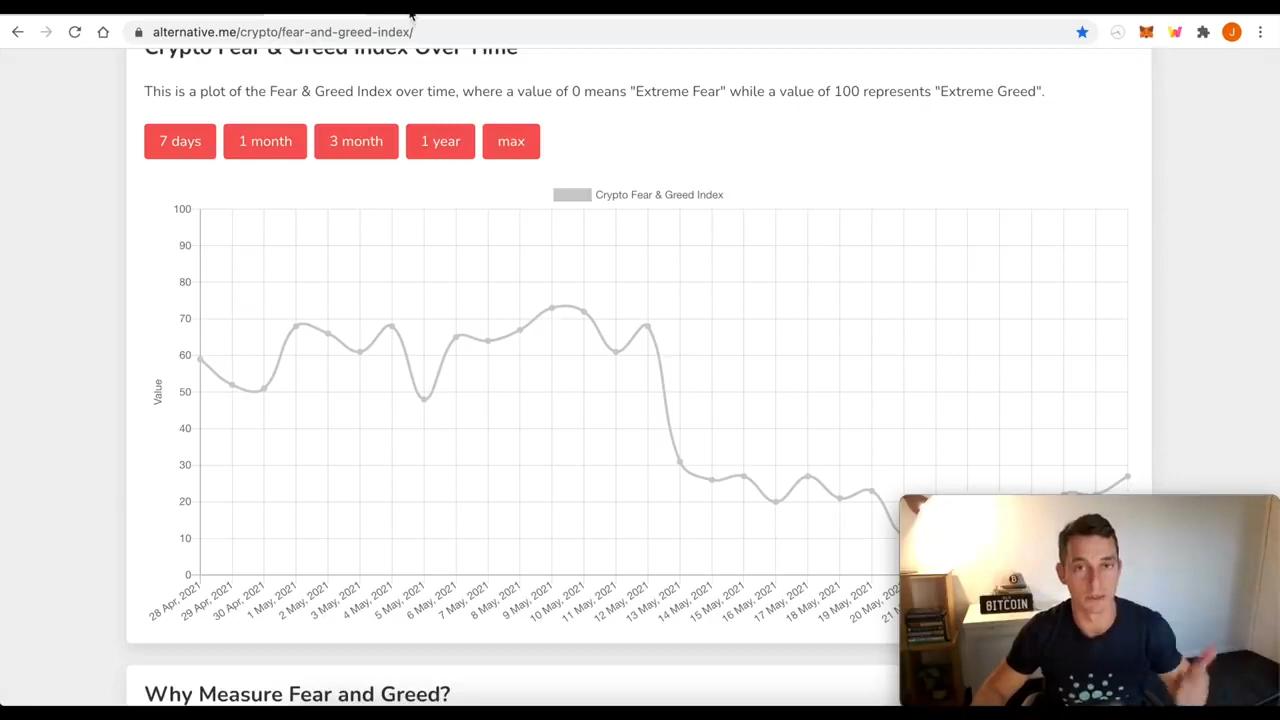 alternative.me/crypto/fear-and-greed-index/
J
Crypto Fear & Greed Index Over Time
This is a plot of the Fear & Greed Index over time, where a value of 0 means "Extreme Fear" while a value of 100 represents "Extreme Greed".
7 days
1 month
3 month
1 year
max
Crypto Fear & Greed Index
100
90
80
70
60
50
40
30
20
10
0
Value
28 Apr, 2021
29 Apr, 2021
30 Apr, 2021
1 May, 2021
2 May, 2021
3 May, 2021
4 May, 2021
5 May, 2021
6 May, 2021
7 May, 2021
8 May, 2021
9 May, 2021
10 May, 2021
11 May, 2021
12 May, 2021
13 May, 2021
14 May, 2021
15 May, 2021
16 May, 2021
17 May, 2021
18 May, 2021
19 May, 2021
BITCOIN
Why Measure Fear and Greed?